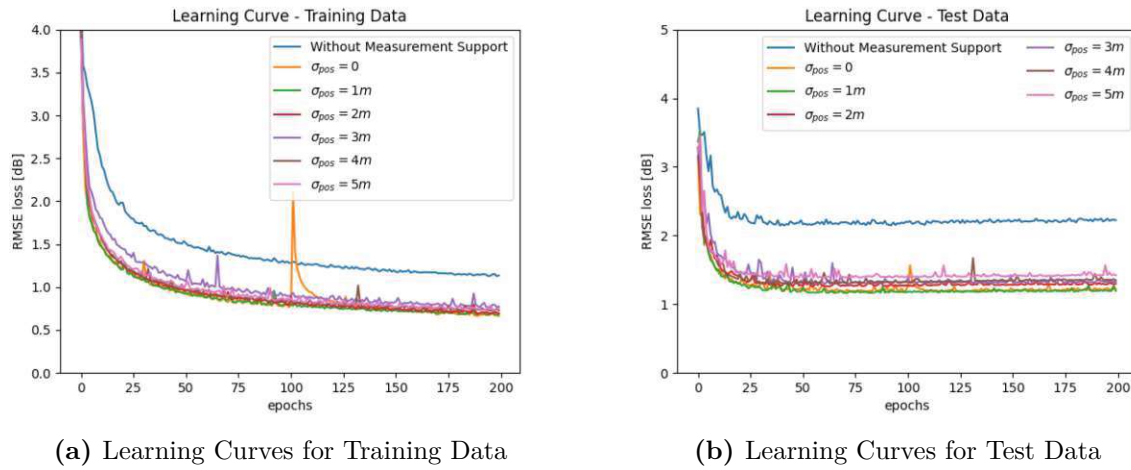 Learning Curve - Training Data
4.0
3.5
3.0
2.5
2.0
1.5
1.0
0.5
0.0
RMSE loss [dB]
Without Measurement Support
σpos = 0
σpos = 1m
σpos = 2m
σpos = 3m
σpos = 4m
σpos = 5m
0 25 50 75 100 125 150 175 200
epochs
(a) Learning Curves for Training Data
Learning Curve - Test Data
5
4
3
2
1
0
RMSE loss [dB]
Without Measurement Support
σpos = 0
σpos = 1m
σpos = 2m
σpos = 3m
σpos = 4m
σpos = 5m
0 25 50 75 100 125 150 175 200
epochs
(b) Learning Curves for Test Data